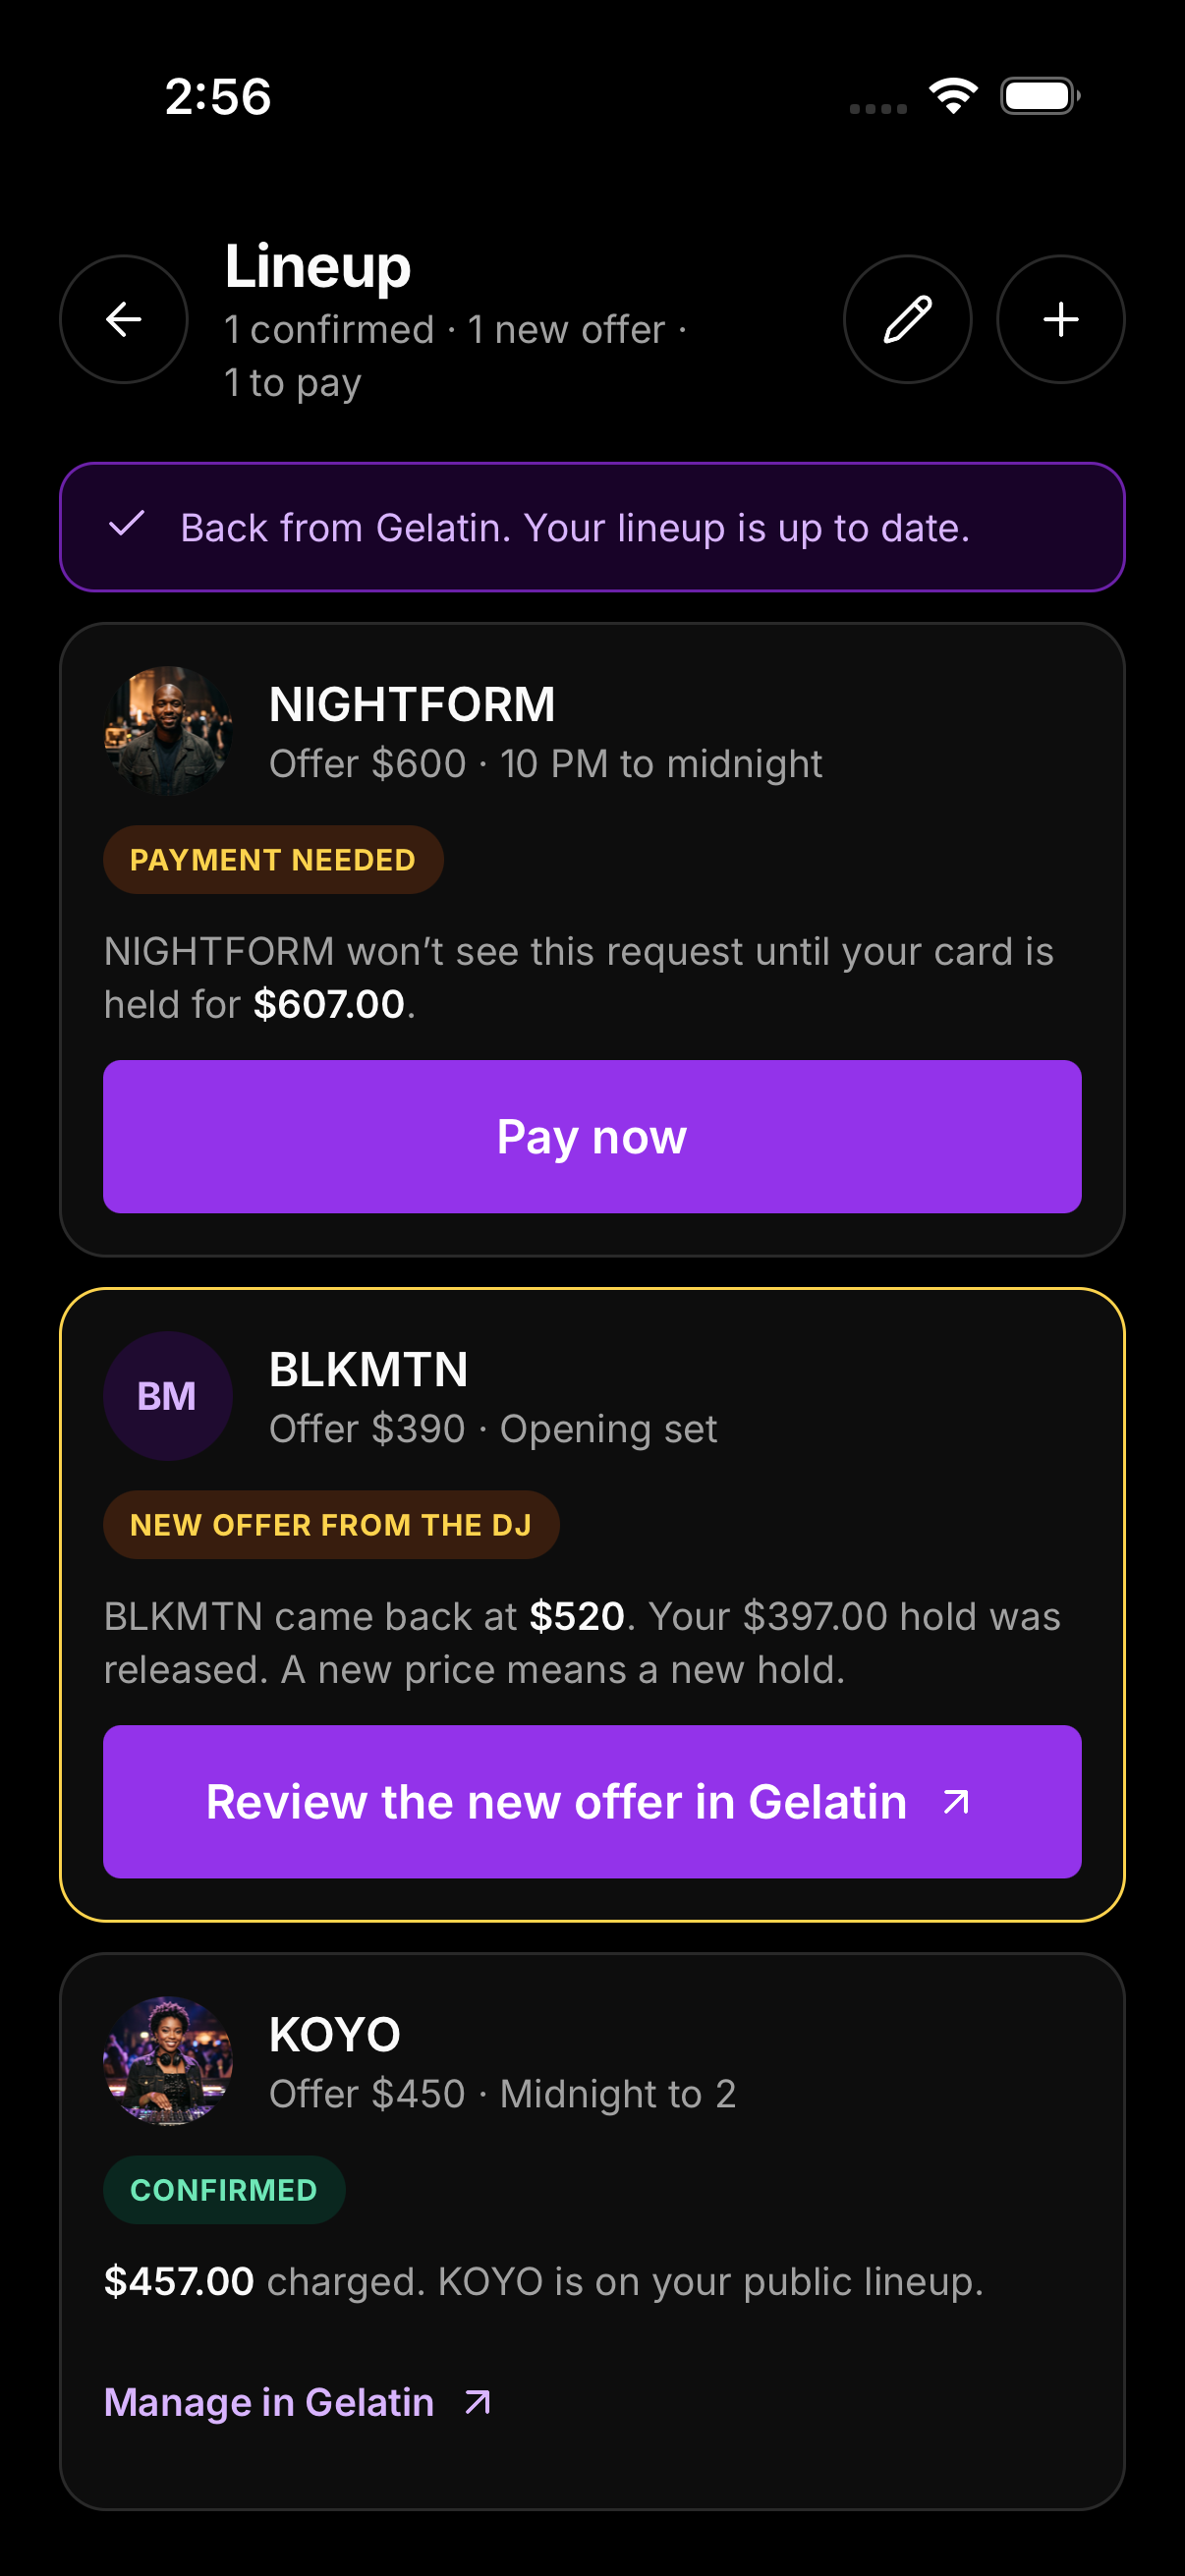 2:56
Lineup
1 confirmed · 1 new offer ·
1 to pay
Back from Gelatin. Your lineup is up to date.
NIGHTFORM
Offer $600 · 10 PM to midnight
PAYMENT NEEDED
NIGHTFORM won’t see this request until your card is
held for $607.00.
Pay now
BM
BLKMTN
Offer $390 · Opening set
NEW OFFER FROM THE DJ
BLKMTN came back at $520. Your $397.00 hold was
released. A new price means a new hold.
Review the new offer in Gelatin
KOYO
Offer $450 · Midnight to 2
CONFIRMED
$457.00 charged. KOYO is on your public lineup.
Manage in Gelatin